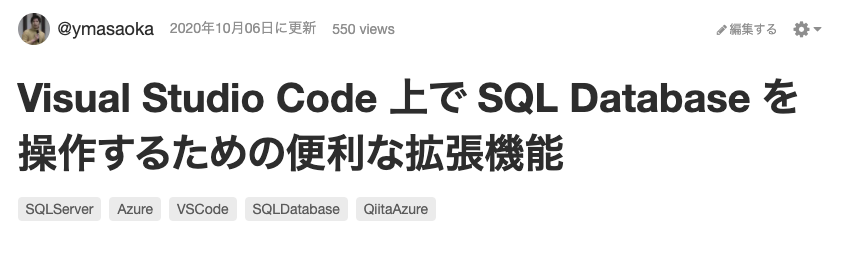 @ymasaoka 2020年10月06日に更新 550 views 編集する
Visual Studio Code 上で SQL Database を
操作するための便利な拡張機能
SQLServer Azure VSCode SQLDatabase QiitaAzure